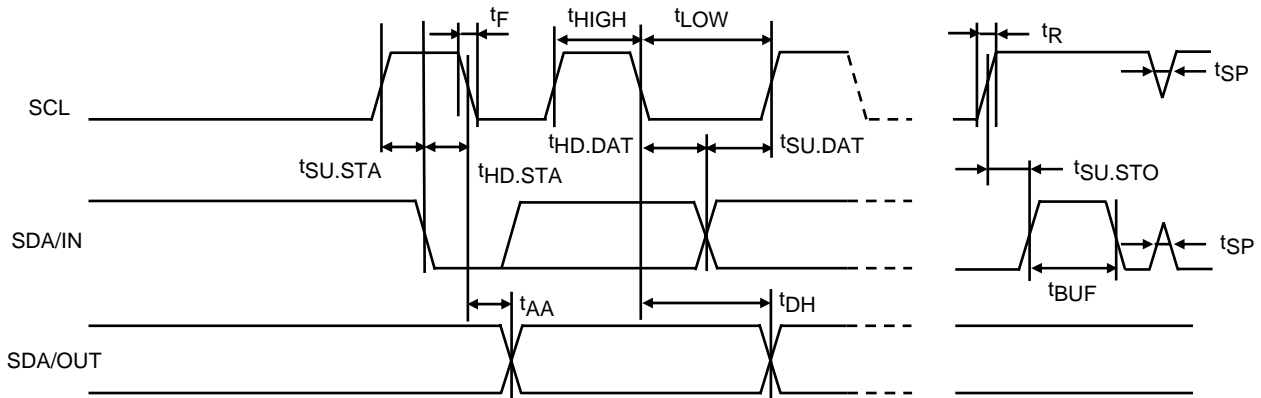 tF
tHIGH
tLOW
tR
tSP
SCL
tSU.STA
tHD.STA
tHD.DAT
tSU.DAT
tSU.STO
SDA/IN
tSP
tBUF
tAA
tDH
SDA/OUT